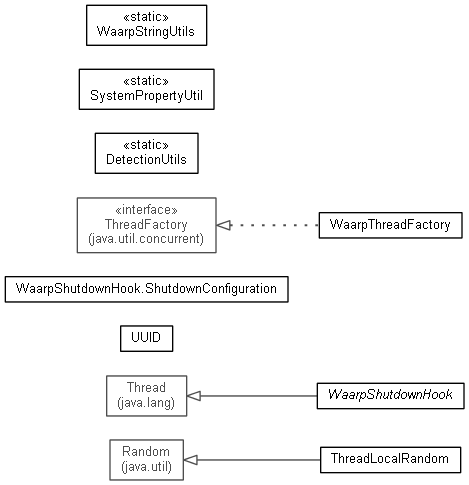 «static»
WaarpStringUtils
«static»
SystemPropertyUtil
«static»
DetectionUtils
«interface»
ThreadFactory
(java.util.concurrent)
WaarpThreadFactory
WaarpShutdownHook.ShutdownConfiguration
UUID
Thread
(java.lang)
WaarpShutdownHook
Random
(java.util)
ThreadLocalRandom